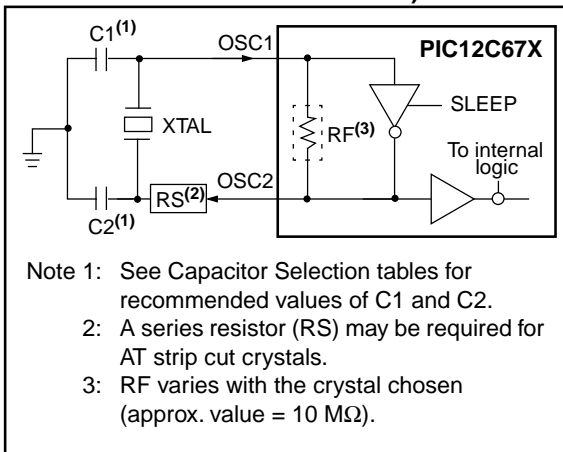 C1(1)
OSC1
PIC12C67X
XTAL
RF(3)
SLEEP
To internal
logic
OSC2
RS(2)
C2(1)
Note 1: See Capacitor Selection tables for
recommended values of C1 and C2.
2: A series resistor (RS) may be required for
AT strip cut crystals.
3: RF varies with the crystal chosen
(approx. value = 10 MΩ).